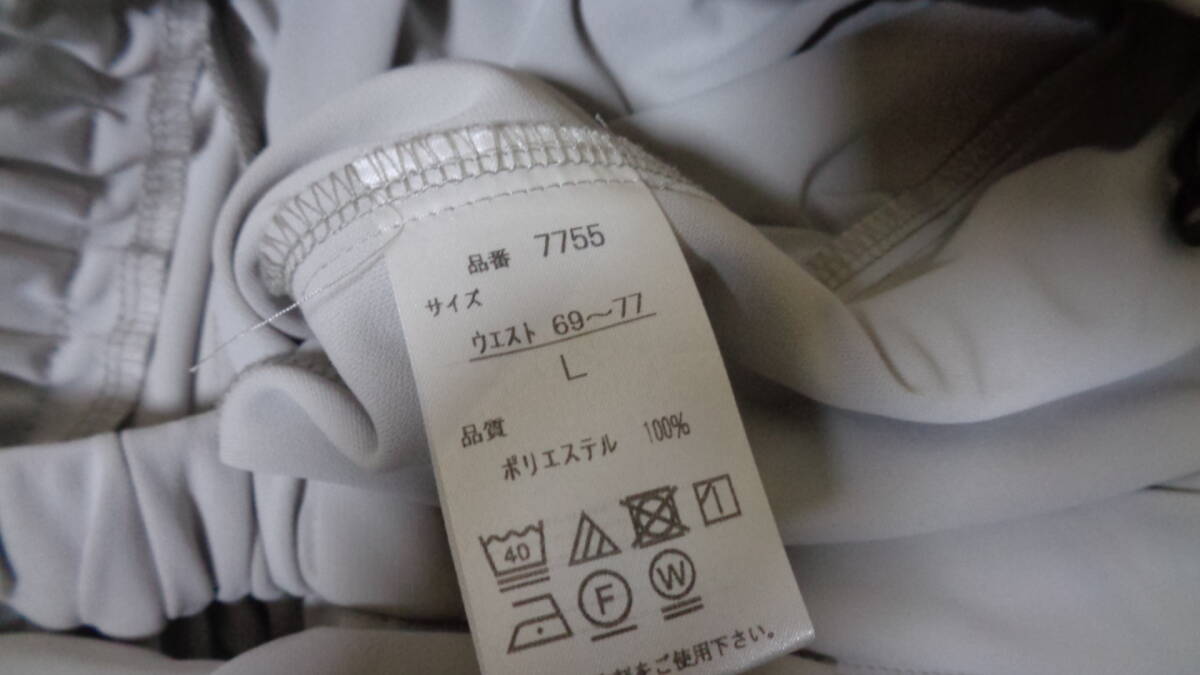 品番 7755
サイズ
ウエスト 69〜77
L
品質
ポリエステル 100%
40
F W
をご使用下さい。